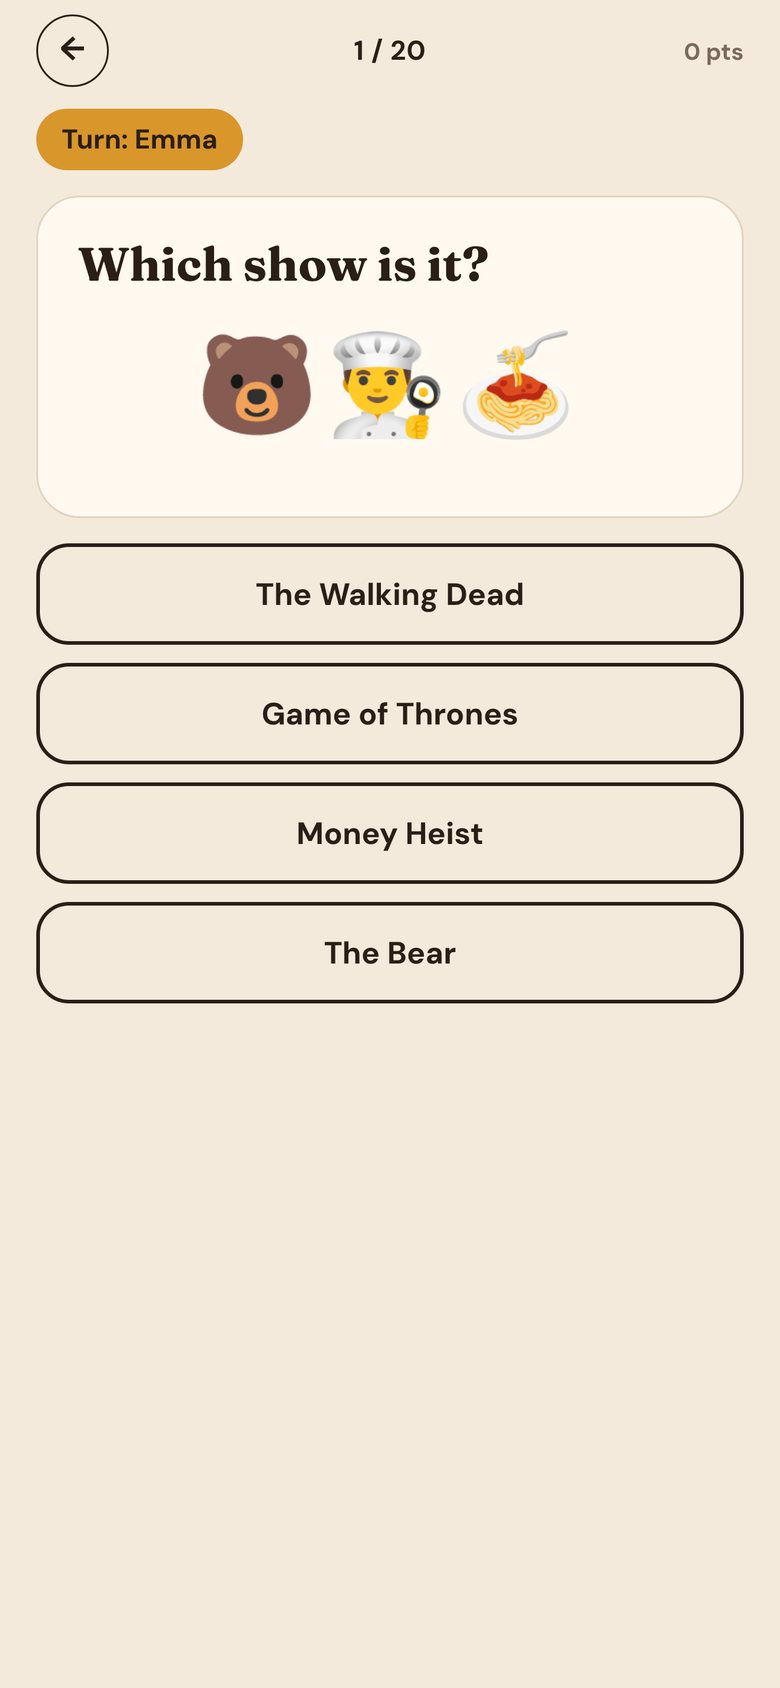 1 / 20
0 pts
Turn: Emma
Which show is it?
The Walking Dead
Game of Thrones
Money Heist
The Bear